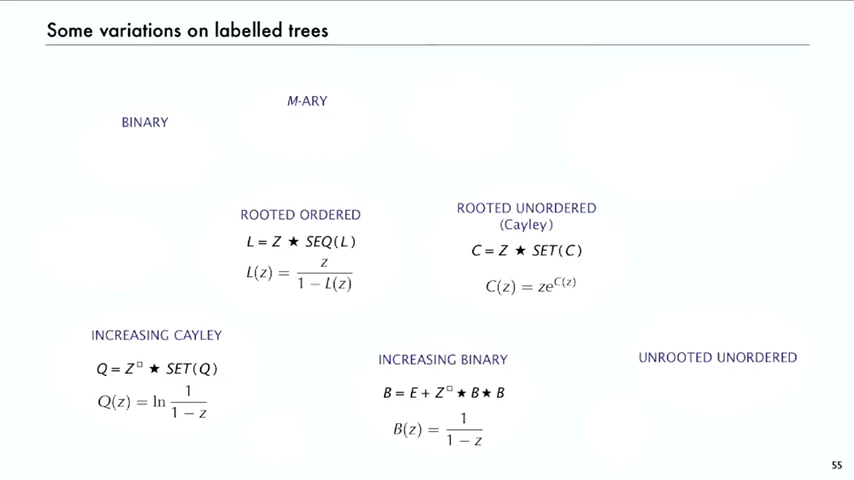 Some variations on labelled trees
M-ARY
BINARY
ROOTED ORDERED
L = Z ★ SEQ(L)
L(z) = z / (1 − L(z))
ROOTED UNORDERED
(Cayley)
C = Z ★ SET(C)
C(z) = ze^{C(z)}
INCREASING CAYLEY
Q = Z^□ ★ SET(Q)
Q(z) = ln 1 / (1 − z)
INCREASING BINARY
B = E + Z^□ ★ B ★ B
B(z) = 1 / (1 − z)
UNROOTED UNORDERED
55